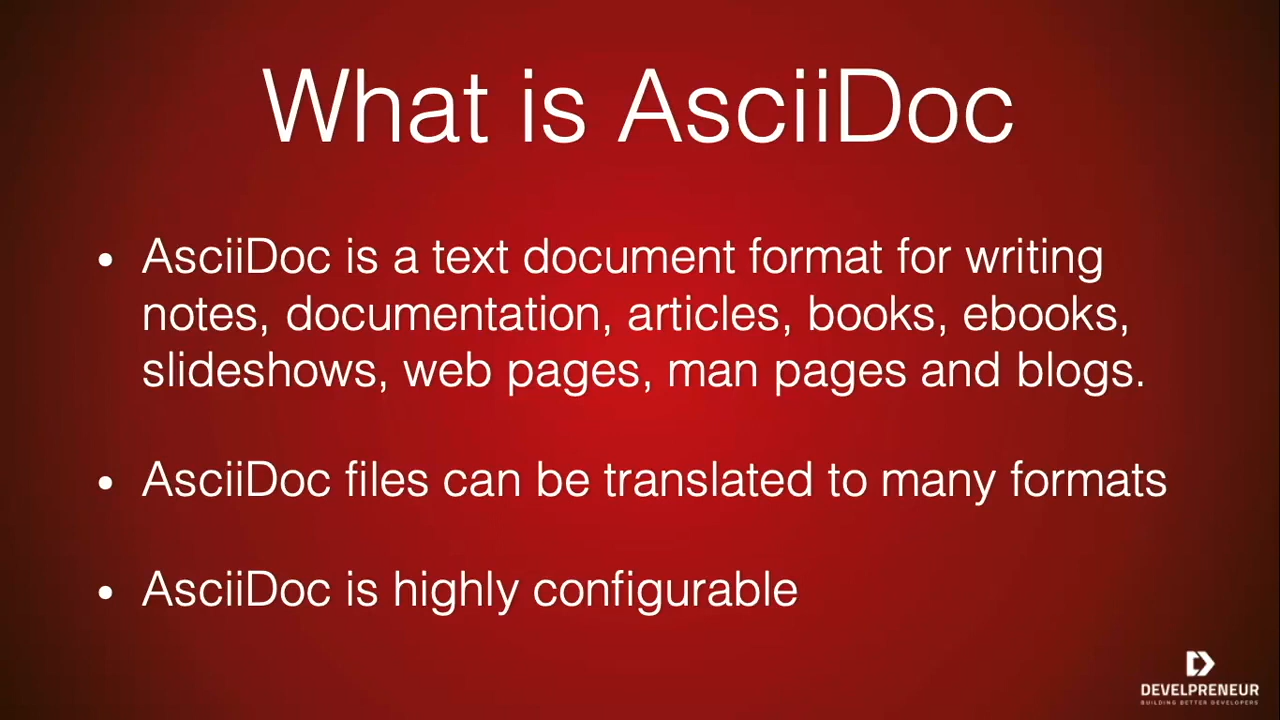 What is AsciiDoc
• AsciiDoc is a text document format for writing
notes, documentation, articles, books, ebooks,
slideshows, web pages, man pages and blogs.
• AsciiDoc files can be translated to many formats
• AsciiDoc is highly configurable
DEVELPRENEUR
BUILDING BETTER DEVELOPERS